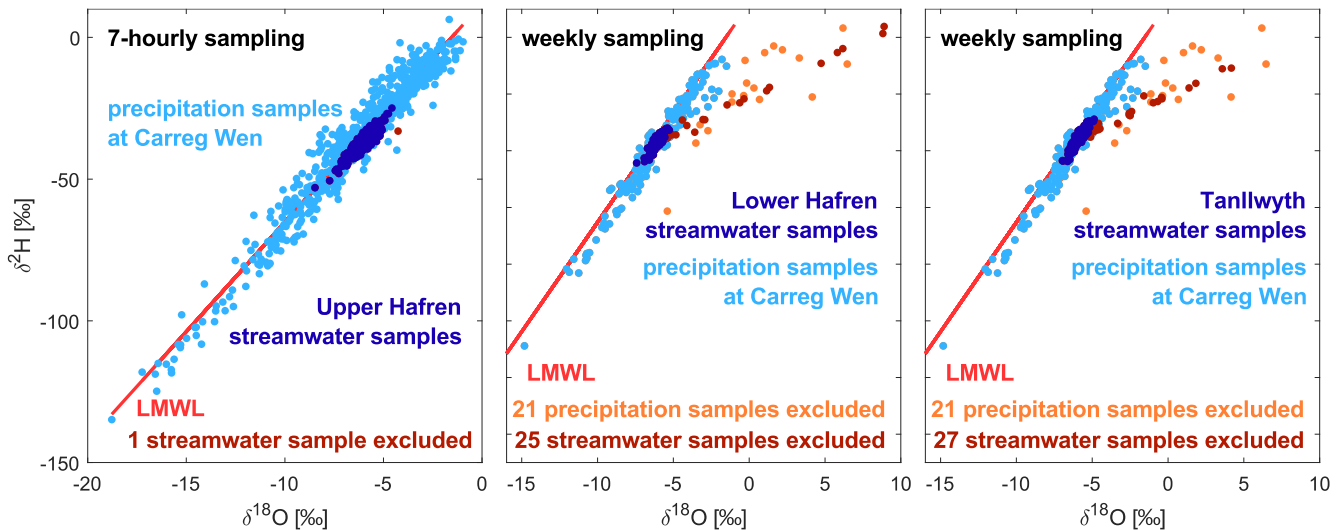 7-hourly sampling
precipitation samples
at Carreg Wen
Upper Hafren
streamwater samples
LMWL
1 streamwater sample excluded
0
-50
-100
-150
δ²H [‰]
-20 -15 -10 -5 0
δ¹⁸O [‰]
weekly sampling
Lower Hafren
streamwater samples
precipitation samples
at Carreg Wen
LMWL
21 precipitation samples excluded
25 streamwater samples excluded
-15 -10 -5 0 5 10
δ¹⁸O [‰]
weekly sampling
Tanllwyth
streamwater samples
precipitation samples
at Carreg Wen
LMWL
21 precipitation samples excluded
27 streamwater samples excluded
-15 -10 -5 0 5 10
δ¹⁸O [‰]